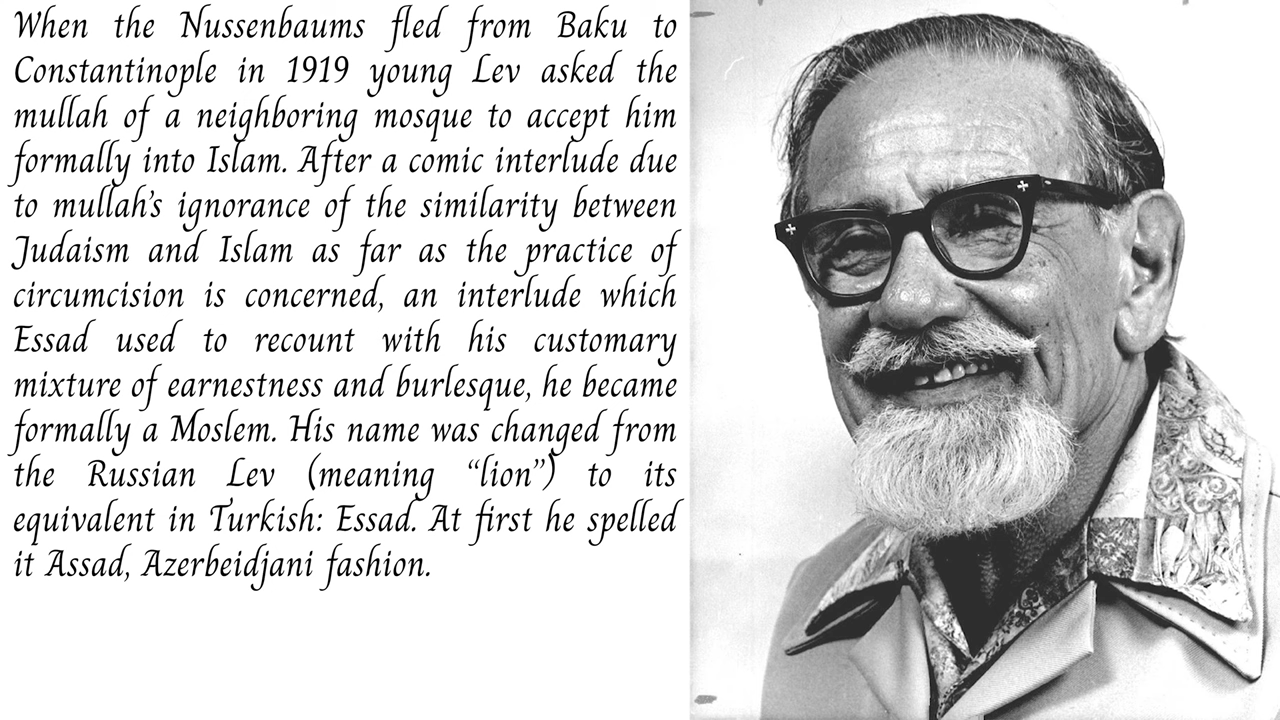 When the Nussenbaums fled from Baku to
Constantinople in 1919 young Lev asked the
mullah of a neighboring mosque to accept him
formally into Islam. After a comic interlude due
to mullah's ignorance of the similarity between
Judaism and Islam as far as the practice of
circumcision is concerned, an interlude which
Essad used to recount with his customary
mixture of earnestness and burlesque, he became
formally a Moslem. His name was changed from
the Russian Lev (meaning “lion”) to its
equivalent in Turkish: Essad. At first he spelled
it Assad, Azerbeidjani fashion.